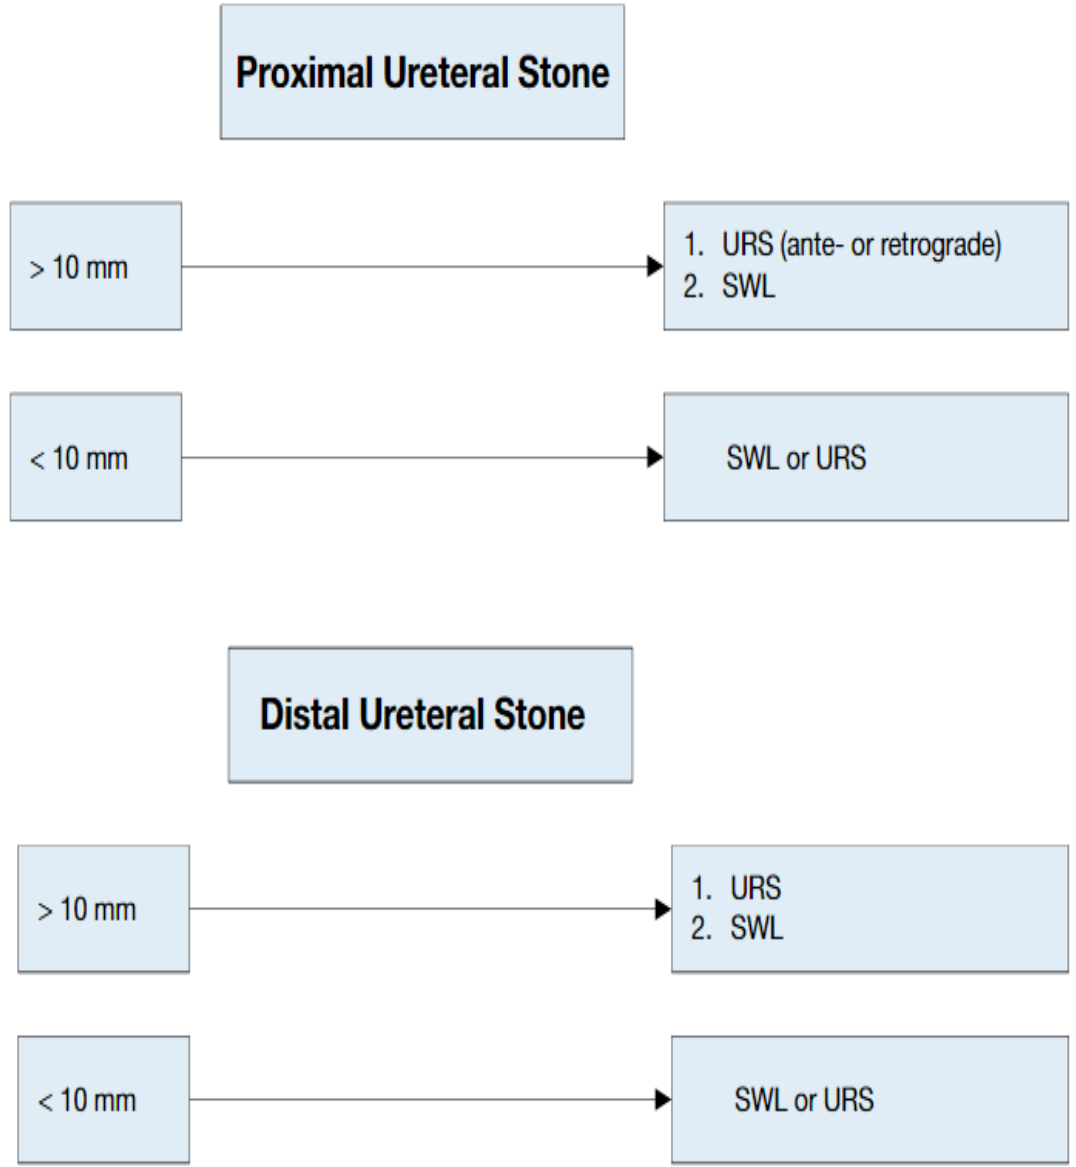 Proximal Ureteral Stone
> 10 mm
1. URS (ante- or retrograde)
2. SWL
< 10 mm
SWL or URS
Distal Ureteral Stone
> 10 mm
1. URS
2. SWL
< 10 mm
SWL or URS